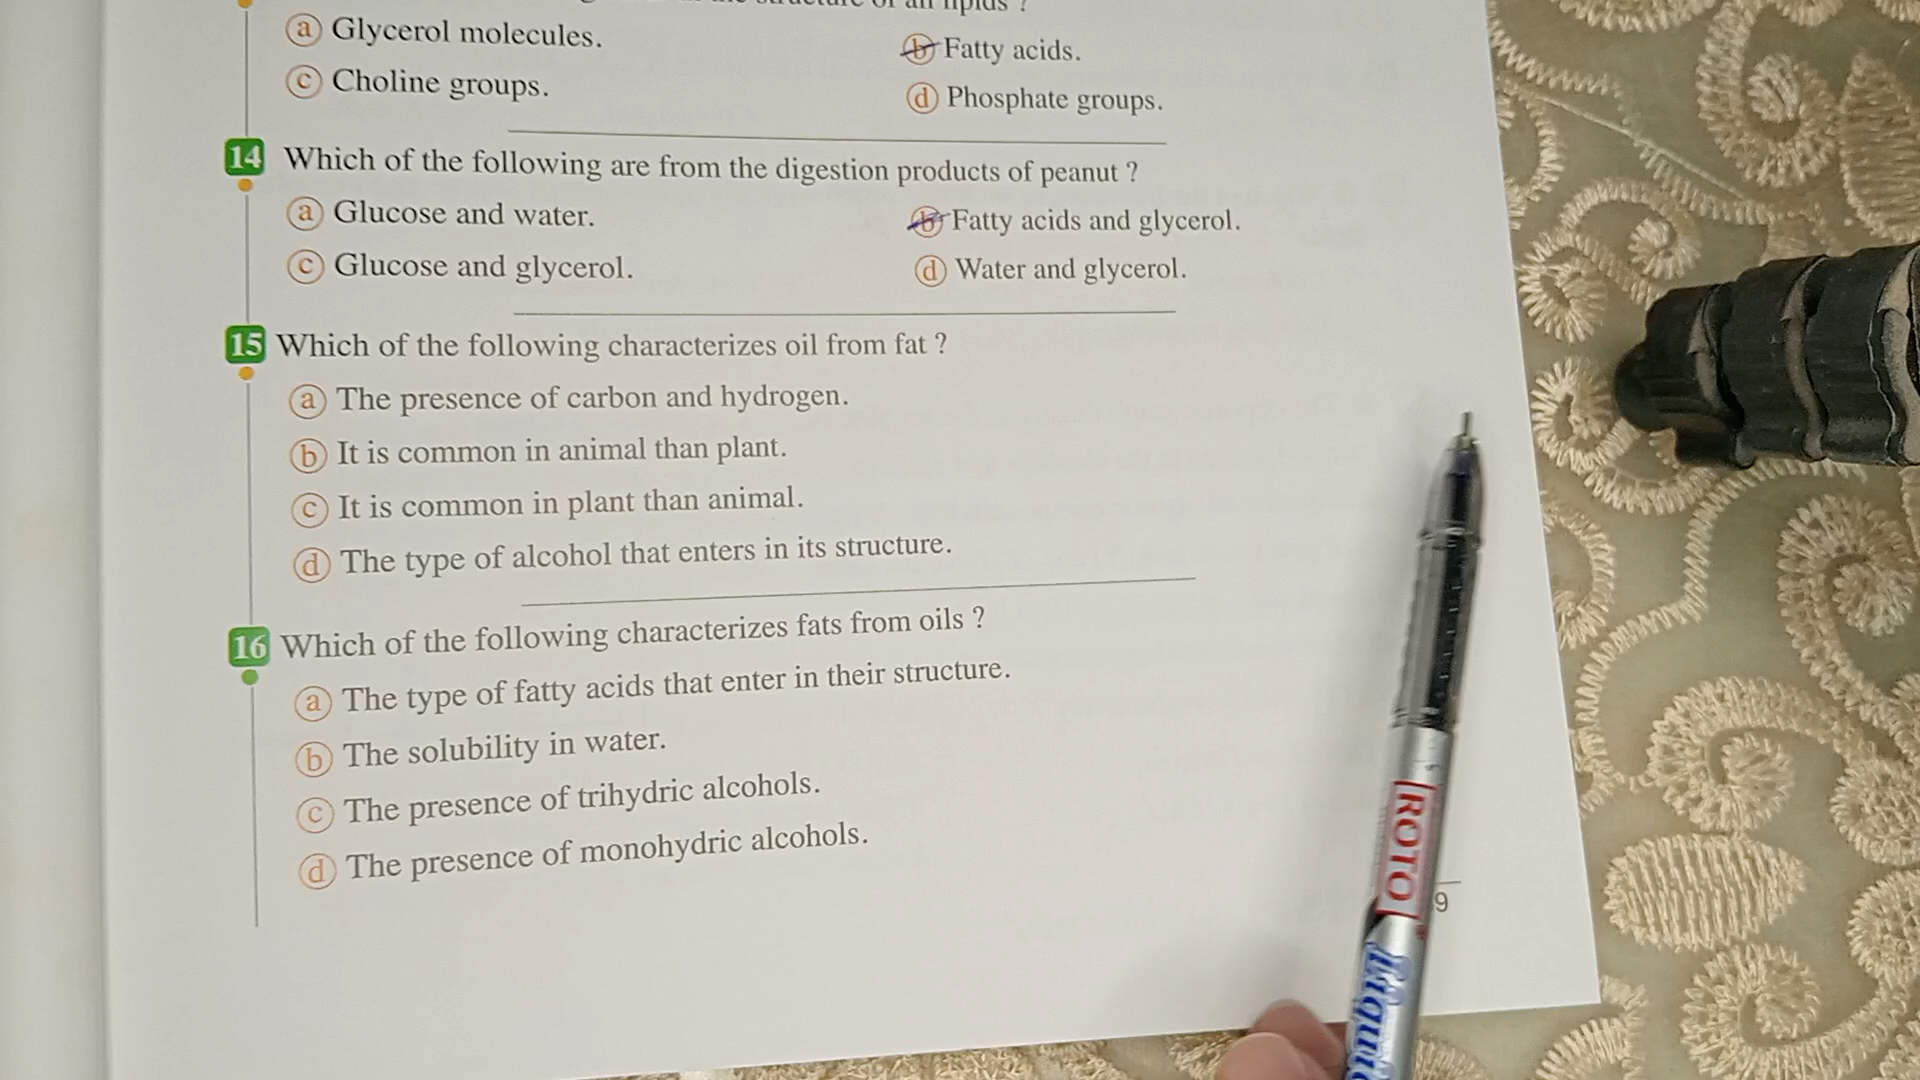 the structure of all lipids ?
a Glycerol molecules.
b Fatty acids.
c Choline groups.
d Phosphate groups.
14 Which of the following are from the digestion products of peanut ?
a Glucose and water.
b Fatty acids and glycerol.
c Glucose and glycerol.
d Water and glycerol.
15 Which of the following characterizes oil from fat ?
a The presence of carbon and hydrogen.
b It is common in animal than plant.
c It is common in plant than animal.
d The type of alcohol that enters in its structure.
16 Which of the following characterizes fats from oils ?
a The type of fatty acids that enter in their structure.
b The solubility in water.
c The presence of trihydric alcohols.
d The presence of monohydric alcohols.
9
ROTO